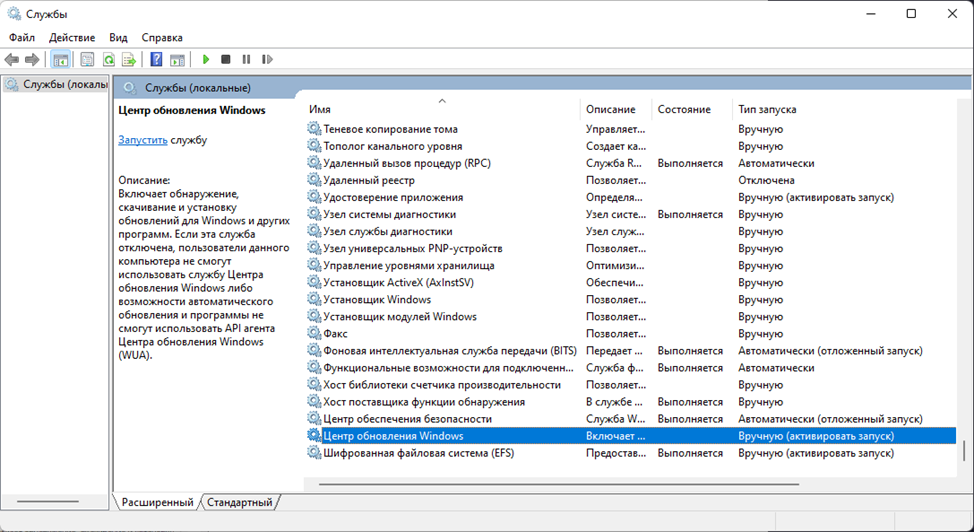 Службы
Файл Действие Вид Справка
Службы (локаль
Службы (локальные)
Центр обновления Windows
Запустить службу
Описание:
Включает обнаружение,
скачивание и установку
обновлений для Windows и других
программ. Если эта служба
отключена, пользователи данного
компьютера не смогут
использовать службу Центра
обновления Windows либо
возможности автоматического
обновления и программы не
смогут использовать API агента
Центра обновления Windows
(WUA).
Имя Описание Состояние Тип запуска
Теневое копирование тома Управляет... Вручную
Тополог канального уровня Создает ка... Вручную
Удаленный вызов процедур (RPC) Служба R... Выполняется Автоматически
Удаленный реестр Позволяет... Отключена
Удостоверение приложения Определя... Вручную (активировать запуск)
Узел системы диагностики Узел систе... Выполняется Вручную
Узел службы диагностики Узел служ... Вручную
Узел универсальных PNP-устройств Позволяет... Вручную
Управление уровнями хранилища Оптимизи... Вручную
Установщик ActiveX (AxInstSV) Обеспечи... Вручную
Установщик Windows Позволяет... Вручную
Установщик модулей Windows Позволяет... Вручную
Факс Позволяет... Вручную
Фоновая интеллектуальная служба передачи (BITS) Передает ... Выполняется Автоматически (отложенный запуск)
Функциональные возможности для подключенн... Служба ф... Выполняется Автоматически
Хост библиотеки счетчика производительности Позволяет... Вручную
Хост поставщика функции обнаружения В службе ... Выполняется Вручную
Центр обеспечения безопасности Служба W... Выполняется Автоматически (отложенный запуск)
Центр обновления Windows Включает ... Вручную (активировать запуск)
Шифрованная файловая система (EFS) Предостав... Выполняется Вручную (активировать запуск)
Расширенный Стандартный